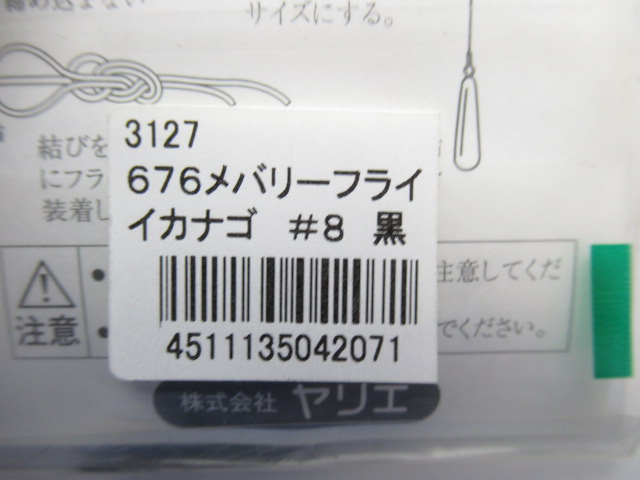 サイズにする。
結びを
にフラ
装着し
3127
676メバリーフライ
イカナゴ #8 黒
4511135042071
注意
注意してくだ
でください。
株式会社 ヤリエ